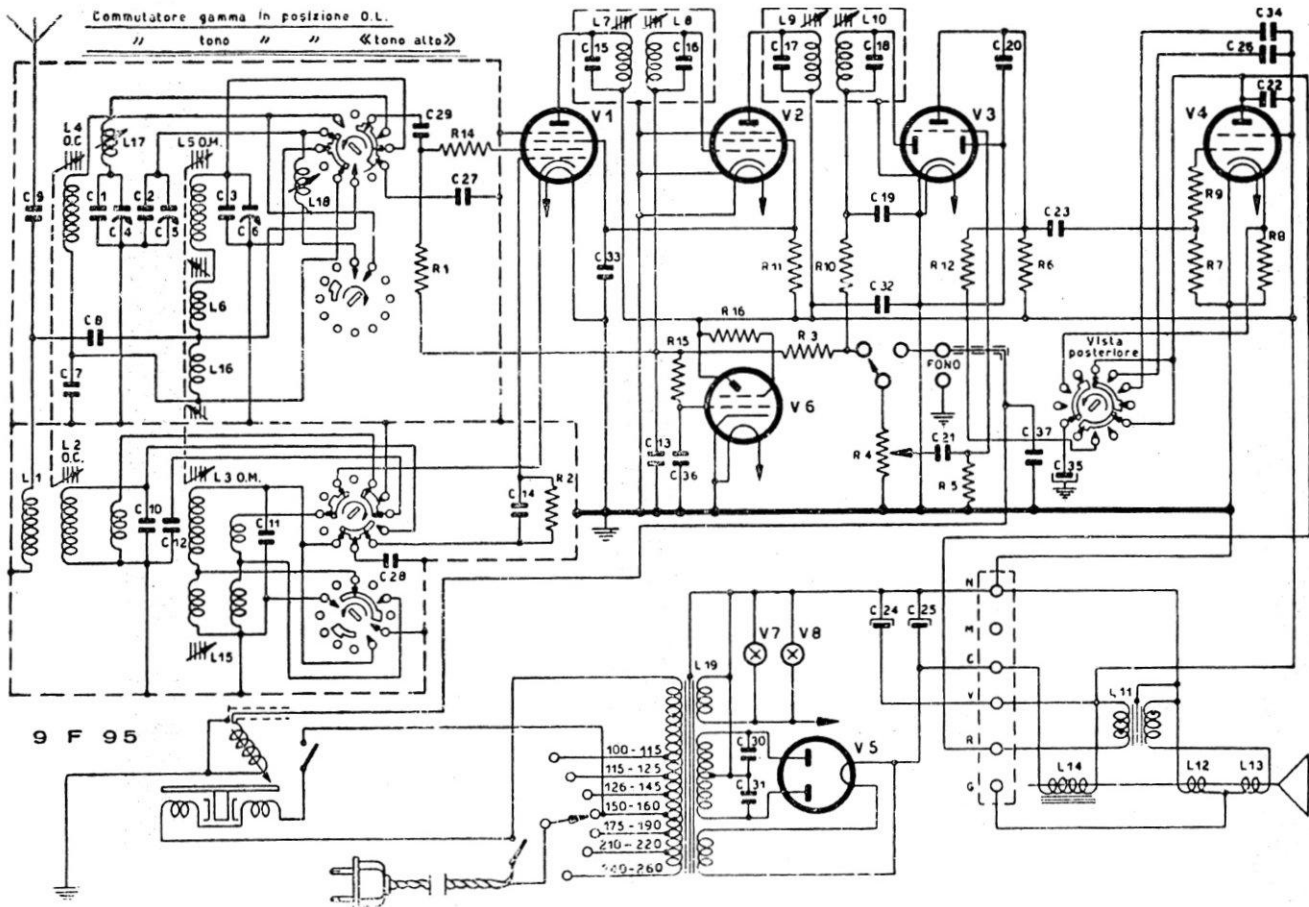 Commutatore gamma in posizione O.L.
" tono " " «tono alto»
L7
L8
C15
C16
V1
L9
L10
C17
C18
V2
V3
C20
C34
C26
C22
V4
L4
O.C
L17
L5 O.M.
C29
R14
C27
C9
C1
C2
C3
C4
C5
C6
L18
R1
C33
R11
R10
C19
C32
R12
R6
C23
R9
R7
R8
L6
L16
C8
C7
R16
R15
R3
FONO
Vista
posteriore
V6
C13
C36
R4
C21
R5
C37
C35
L1
L2
O.C.
L3 O.M.
C10
C12
C11
C14
R2
C28
L15
9 F 95
L19
V7
V8
C24
C25
C30
C31
V5
N
M
C
V
R
G
L11
L14
L12
L13
100-115
115-125
126-145
150-160
175-190
210-220
240-260